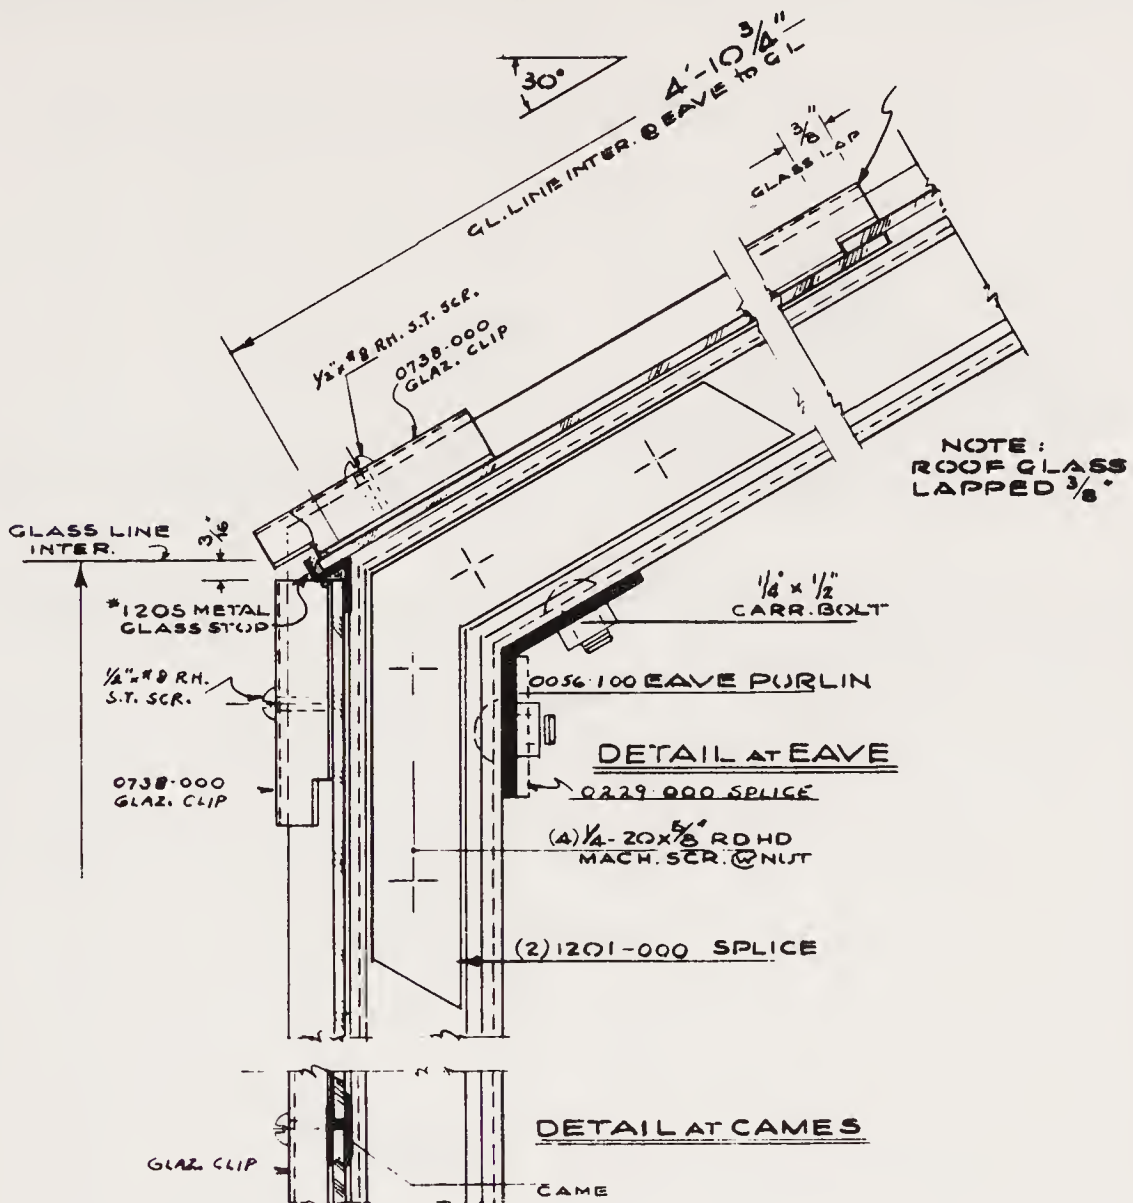 30°
4'-10 3/4"
GL. LINE INTER. @ EAVE to G L
3/8"
GLASS LAP
1/2" x #8 RH. S.T. SCR.
0738-000
GLAZ. CLIP
NOTE:
ROOF GLASS
LAPPED 3/8"
GLASS LINE
INTER.
3/16"
#1205 METAL
GLASS STOP
1/4" x 1/2"
CARR. BOLT
1/2" x #8 RH.
S.T. SCR.
0056-100 EAVE PURLIN
DETAIL AT EAVE
0738-000
GLAZ. CLIP
0229-000 SPLICE
(4) 1/4-20 x 5/8" RD HD
MACH. SCR. W NUT
(2) 1201-000 SPLICE
DETAIL AT CAMES
GLAZ. CLIP
CAME